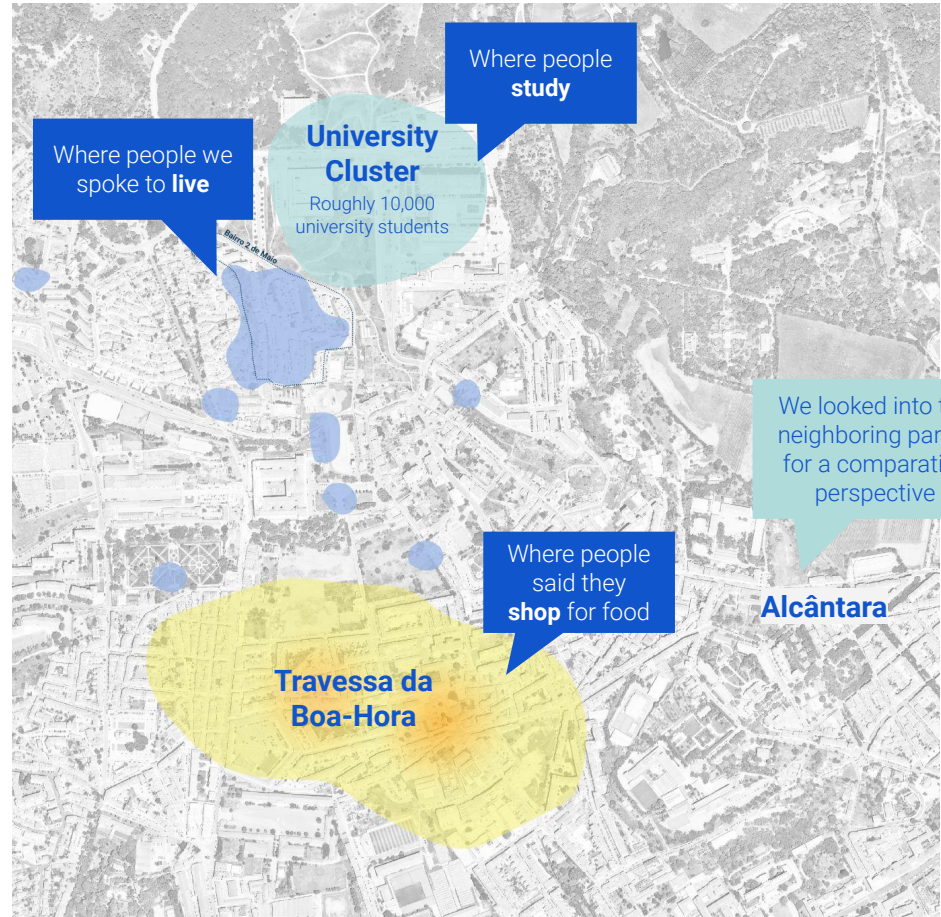 Where people
study
University
Cluster
Roughly 10,000
university students
Where people we
spoke to live
Bairro 2 de Maio
We looked into
neighboring
for a
perspective
Where people
said they
shop for food
Alcântara
Travessa da
Boa-Hora